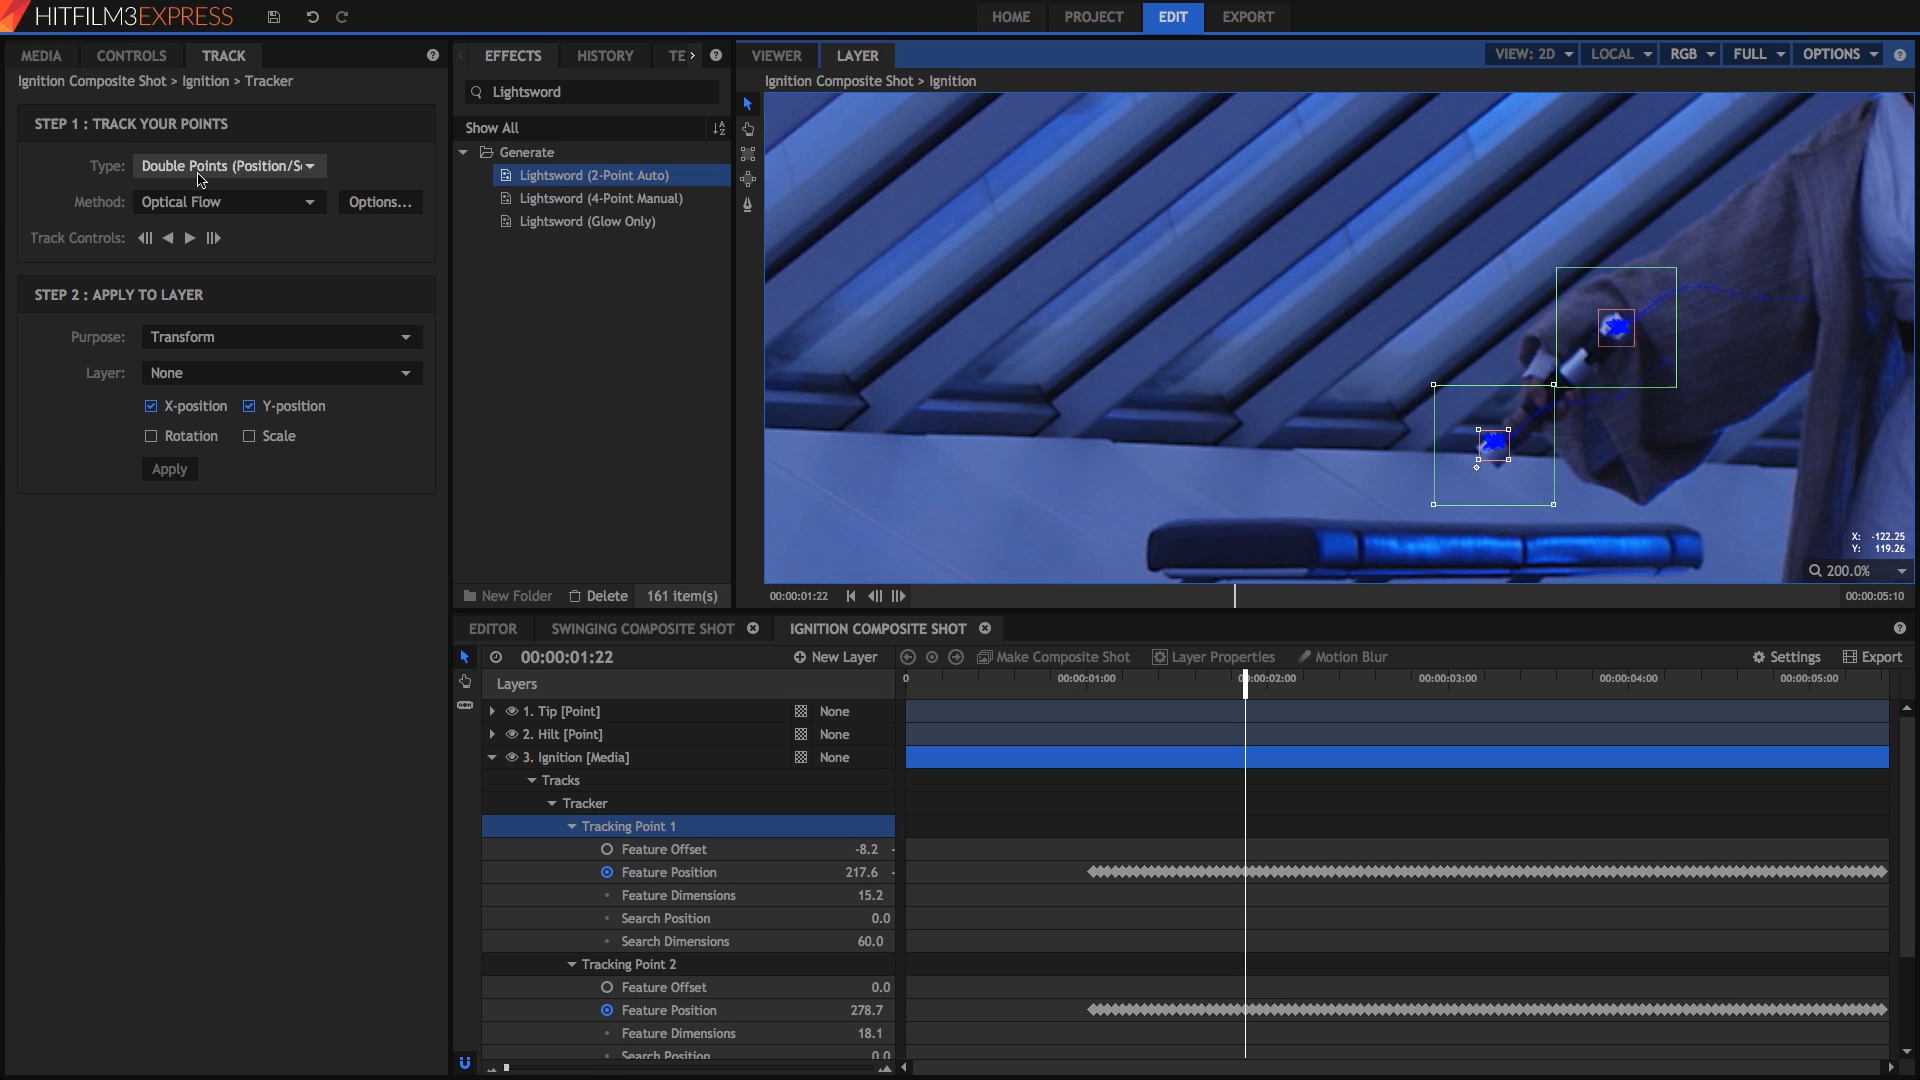 HITFILM3EXPRESS
HOME PROJECT EDIT EXPORT
MEDIA CONTROLS TRACK
Ignition Composite Shot > Ignition > Tracker
STEP 1 : TRACK YOUR POINTS
Type: Double Points (Position/S
Method: Optical Flow Options...
Track Controls:
STEP 2 : APPLY TO LAYER
Purpose: Transform
Layer: None
X-position Y-position
Rotation Scale
Apply
EFFECTS HISTORY TE
Lightsword
Show All
Generate
Lightsword (2-Point Auto)
Lightsword (4-Point Manual)
Lightsword (Glow Only)
New Folder Delete 161 item(s)
VIEWER LAYER VIEW: 2D LOCAL RGB FULL OPTIONS
Ignition Composite Shot > Ignition
X: -122.25
Y: 119.26
200.0%
00:00:01:22 00:00:05:10
EDITOR SWINGING COMPOSITE SHOT IGNITION COMPOSITE SHOT
00:00:01:22 New Layer Make Composite Shot Layer Properties Motion Blur Settings Export
Layers 0 00:00:01:00 00:00:02:00 00:00:03:00 00:00:04:00 00:00:05:00
1. Tip [Point] None
2. Hilt [Point] None
3. Ignition [Media] None
Tracks
Tracker
Tracking Point 1
Feature Offset -8.2 -
Feature Position 217.6 -
Feature Dimensions 15.2
Search Position 0.0
Search Dimensions 60.0
Tracking Point 2
Feature Offset 0.0
Feature Position 278.7
Feature Dimensions 18.1
Search Position 0.0